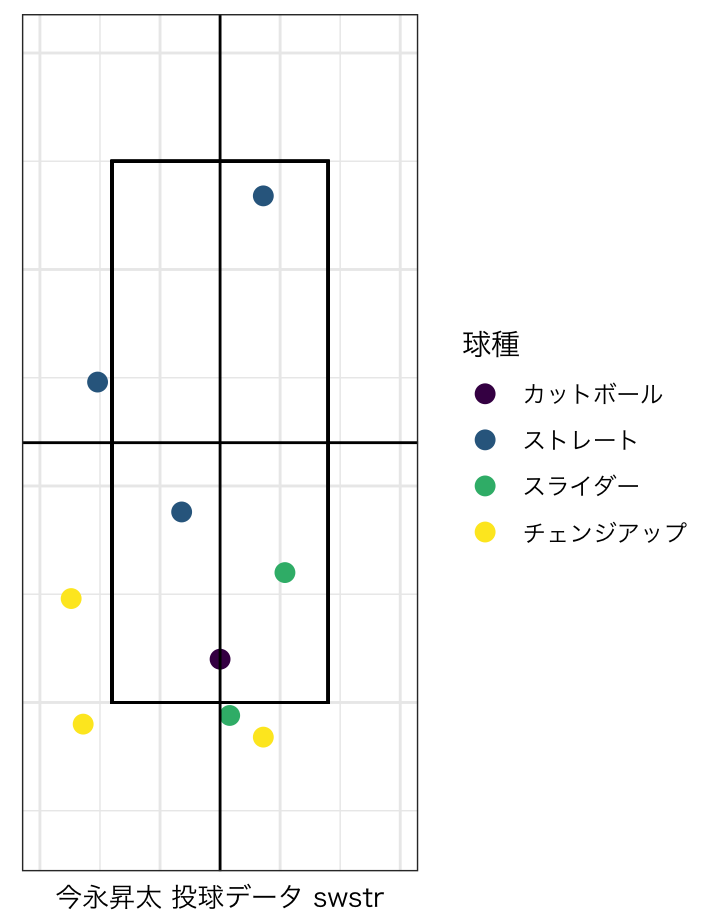 球種
カットボール
ストレート
スライダー
チェンジアップ
今永昇太 投球データ swstr